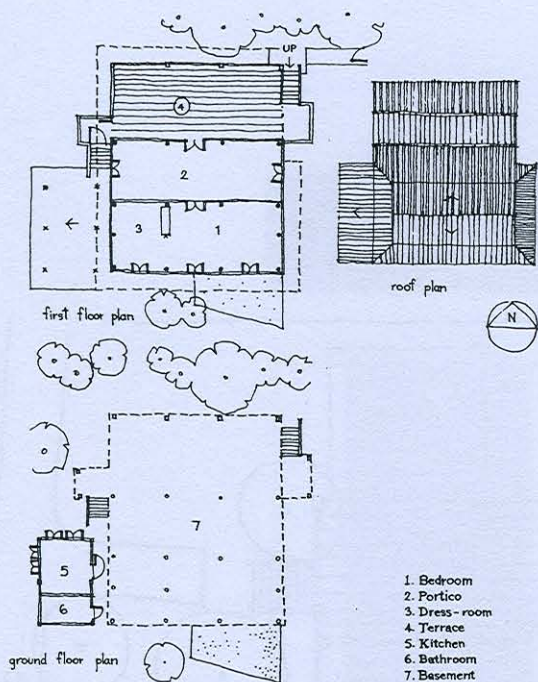 UP
4
2
3
1
first floor plan
roof plan
N
7
5
6
ground floor plan
1. Bedroom
2. Portico
3. Dress-room
4. Terrace
5. Kitchen
6. Bathroom
7. Basement